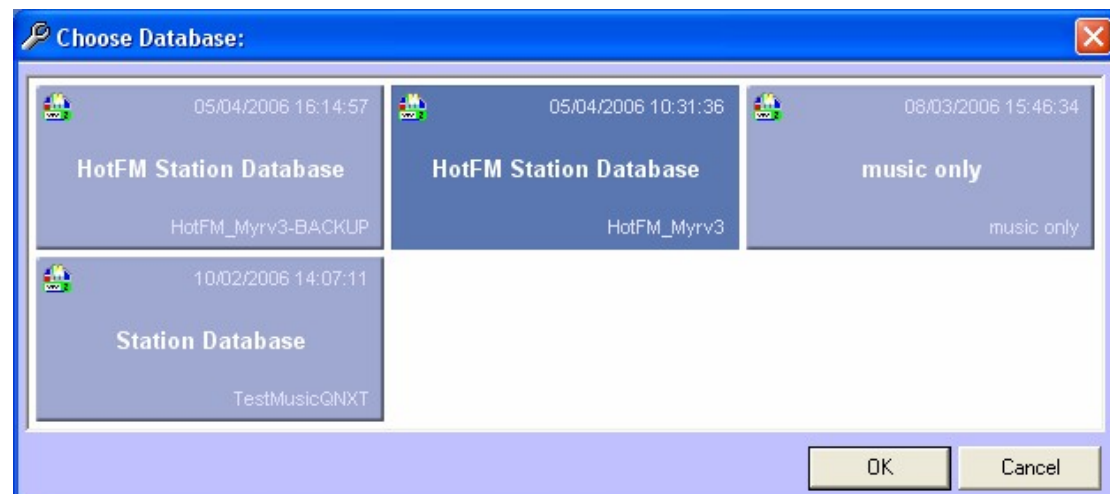 Choose Database:
05/04/2006 16:14:57
HotFM Station Database
HotFM_Myrv3-BACKUP
05/04/2006 10:31:36
HotFM Station Database
HotFM_Myrv3
08/03/2006 15:46:34
music only
music only
10/02/2006 14:07:11
Station Database
TestMusicQNXT
OK
Cancel